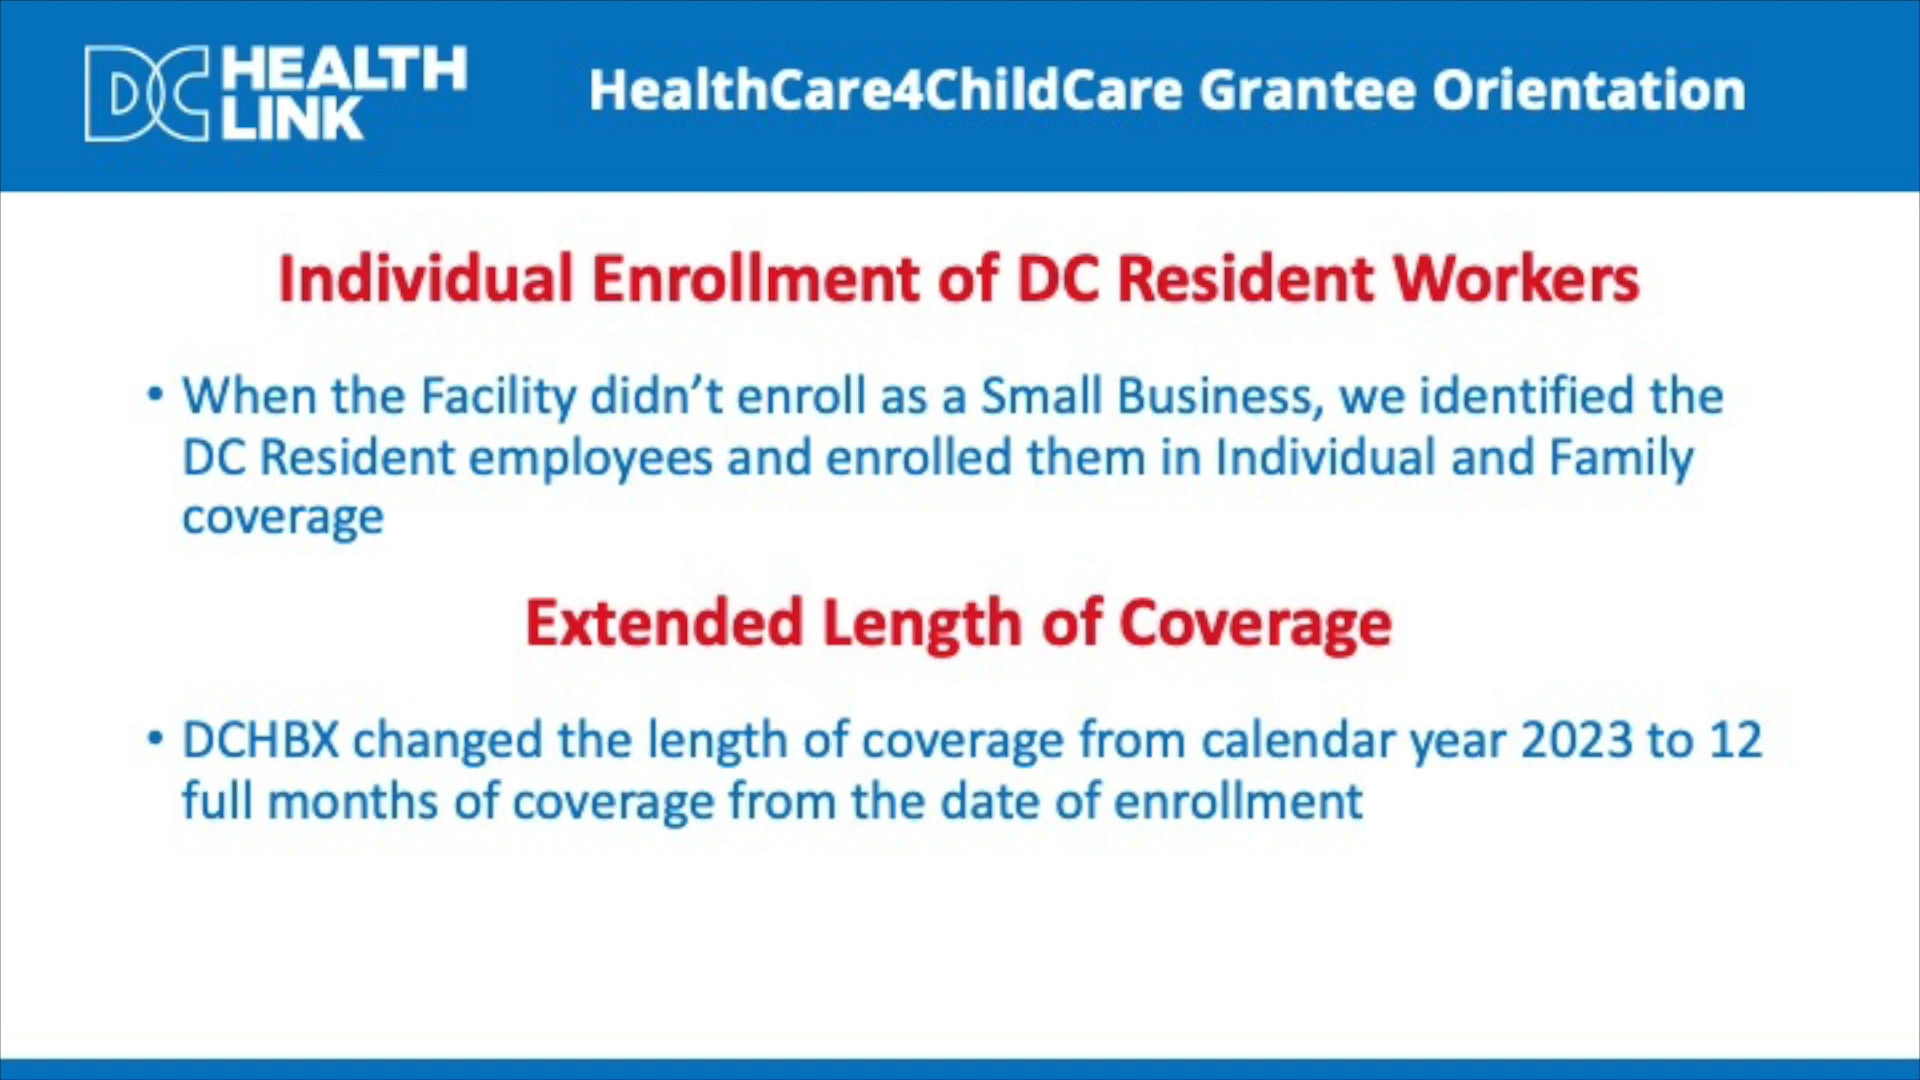 DC HEALTH
LINK
HealthCare4ChildCare Grantee Orientation
Individual Enrollment of DC Resident Workers
• When the Facility didn’t enroll as a Small Business, we identified the
DC Resident employees and enrolled them in Individual and Family
coverage
Extended Length of Coverage
• DCHBX changed the length of coverage from calendar year 2023 to 12
full months of coverage from the date of enrollment